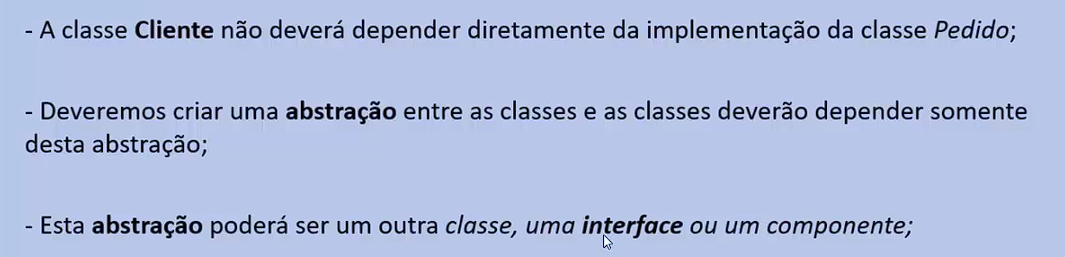 - A classe Cliente não deverá depender diretamente da implementação da classe Pedido;
- Deveremos criar uma abstração entre as classes e as classes deverão depender somente
desta abstração;
- Esta abstração poderá ser um outra classe, uma interface ou um componente;